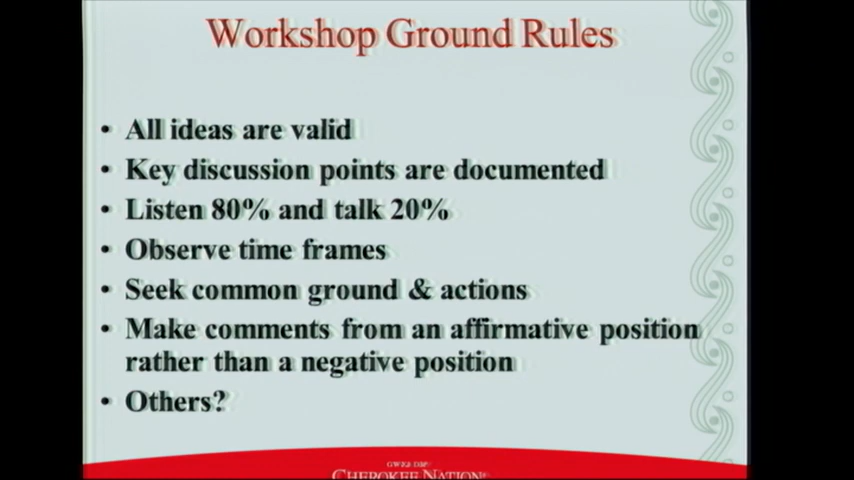 Workshop Ground Rules
• All ideas are valid
• Key discussion points are documented
• Listen 80% and talk 20%
• Observe time frames
• Seek common ground & actions
• Make comments from an affirmative position
rather than a negative position
• Others?
CHEROKEE NATION